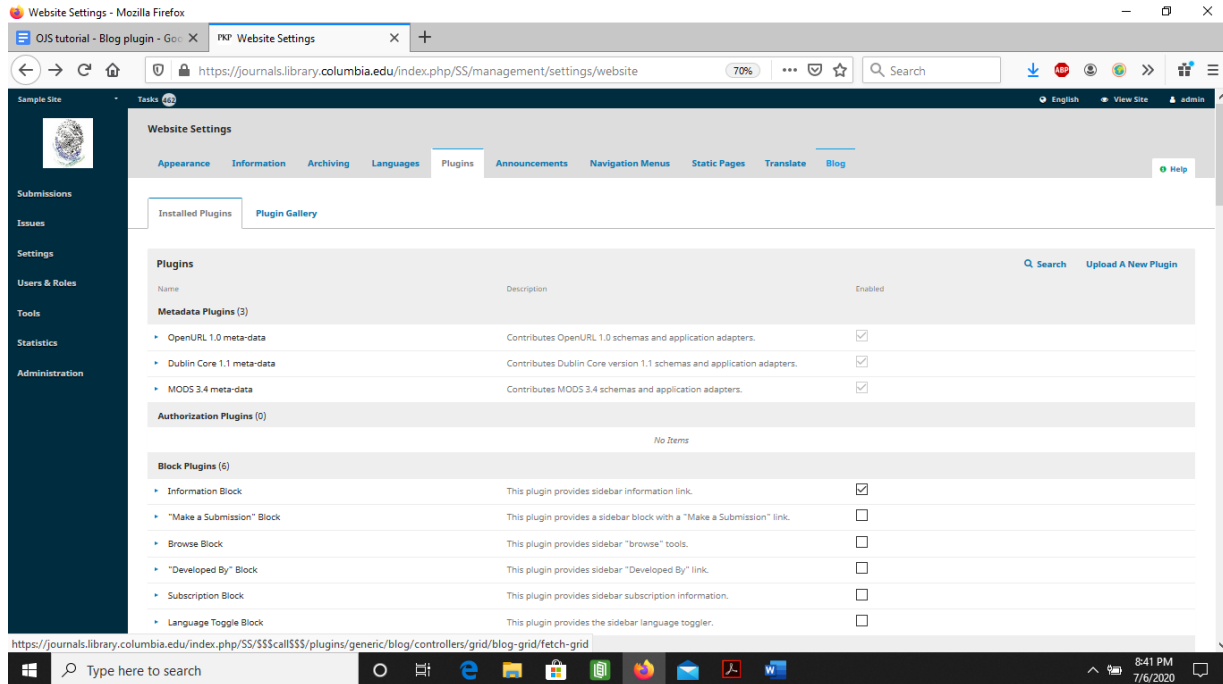 Website Settings - Mozilla Firefox
OJS tutorial - Blog plugin - Goo
PKP Website Settings
https://journals.library.columbia.edu/index.php/SS/management/settings/website
70%
Search
ABP
Sample Site
Tasks 462
English View Site admin
Website Settings
Appearance Information Archiving Languages Plugins Announcements Navigation Menus Static Pages Translate Blog
Help
Submissions
Issues
Settings
Users & Roles
Tools
Statistics
Administration
Installed Plugins Plugin Gallery
Plugins Search Upload A New Plugin
Name Description Enabled
Metadata Plugins (3)
OpenURL 1.0 meta-data Contributes OpenURL 1.0 schemas and application adapters.
Dublin Core 1.1 meta-data Contributes Dublin Core version 1.1 schemas and application adapters.
MODS 3.4 meta-data Contributes MODS 3.4 schemas and application adapters.
Authorization Plugins (0)
No Items
Block Plugins (6)
Information Block This plugin provides sidebar information link.
"Make a Submission" Block This plugin provides a sidebar block with a "Make a Submission" link.
Browse Block This plugin provides sidebar "browse" tools.
"Developed By" Block This plugin provides sidebar "Developed By" link.
Subscription Block This plugin provides sidebar subscription information.
Language Toggle Block This plugin provides the sidebar language toggler.
https://journals.library.columbia.edu/index.php/SS/$$$call$$$/plugins/generic/blog/controllers/grid/blog-grid/fetch-grid
Type here to search
8:41 PM
7/6/2020